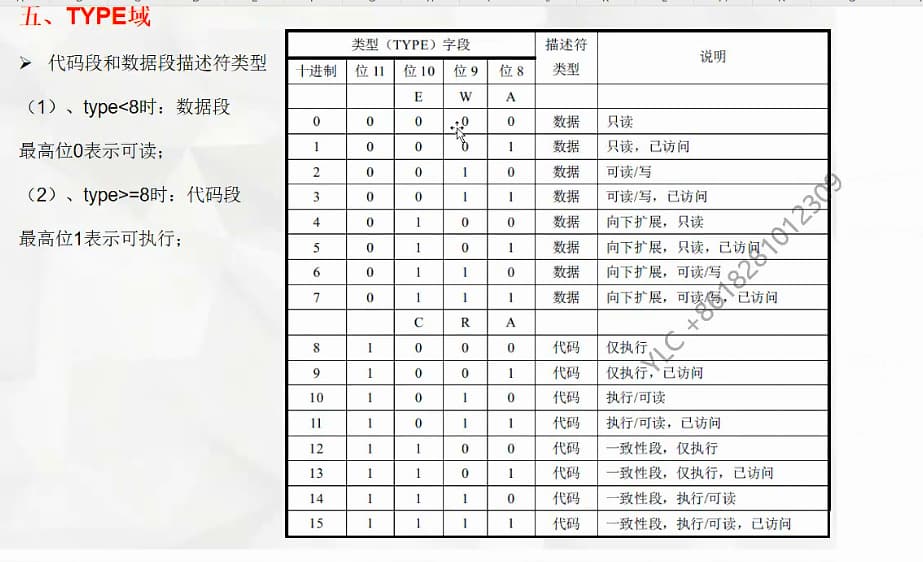 五、TYPE域
➢ 代码段和数据段描述符类型
（1）、type<8时：数据段
最高位0表示可读；
（2）、type>=8时：代码段
最高位1表示可执行；
类型（TYPE）字段 描述符类型 说明
十进制 位11 位10 位9 位8
E W A
0 0 0 0 0 数据 只读
1 0 0 0 1 数据 只读，已访问
2 0 0 1 0 数据 可读/写
3 0 0 1 1 数据 可读/写，已访问
4 0 1 0 0 数据 向下扩展，只读
5 0 1 0 1 数据 向下扩展，只读，已访问
6 0 1 1 0 数据 向下扩展，可读/写
7 0 1 1 1 数据 向下扩展，可读/写，已访问
C R A
8 1 0 0 0 代码 仅执行
9 1 0 0 1 代码 仅执行，已访问
10 1 0 1 0 代码 执行/可读
11 1 0 1 1 代码 执行/可读，已访问
12 1 1 0 0 代码 一致性段，仅执行
13 1 1 0 1 代码 一致性段，仅执行，已访问
14 1 1 1 0 代码 一致性段，执行/可读
15 1 1 1 1 代码 一致性段，执行/可读，已访问
YLC +8618281012309